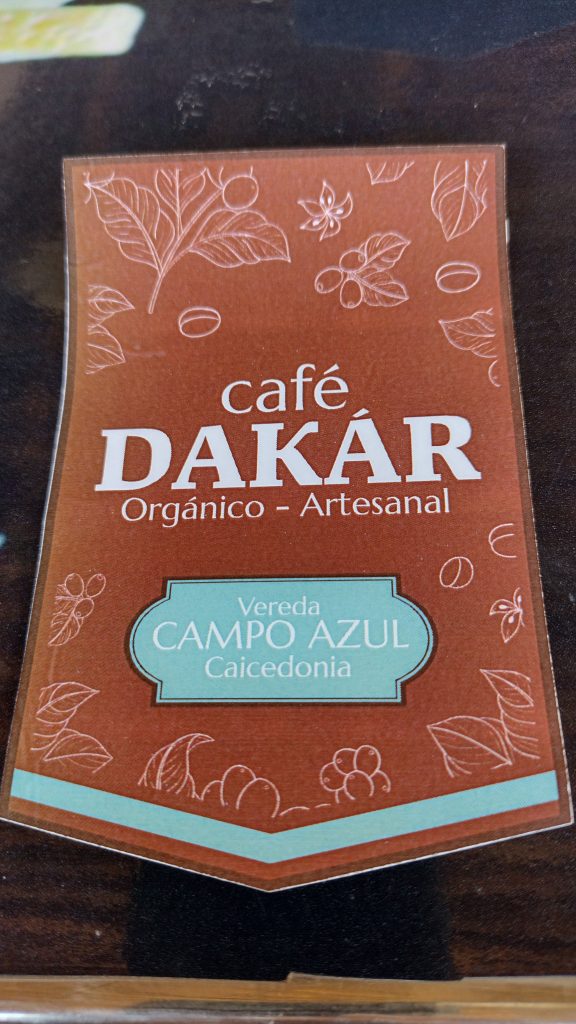 café
DAKÁR
Orgánico - Artesanal
Vereda
CAMPO AZUL
Caicedonia